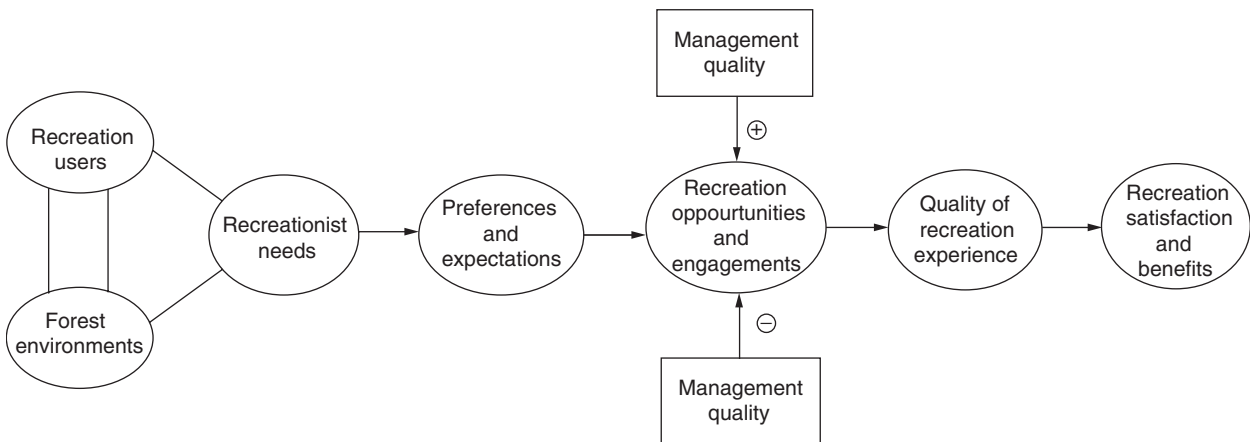 Management
quality
Recreation
users
Forest
environments
Recreationist
needs
Preferences
and
expectations
⊕
Recreation
oppourtunities
and
engagements
⊖
Management
quality
Quality of
recreation
experience
Recreation
satisfaction
and
benefits